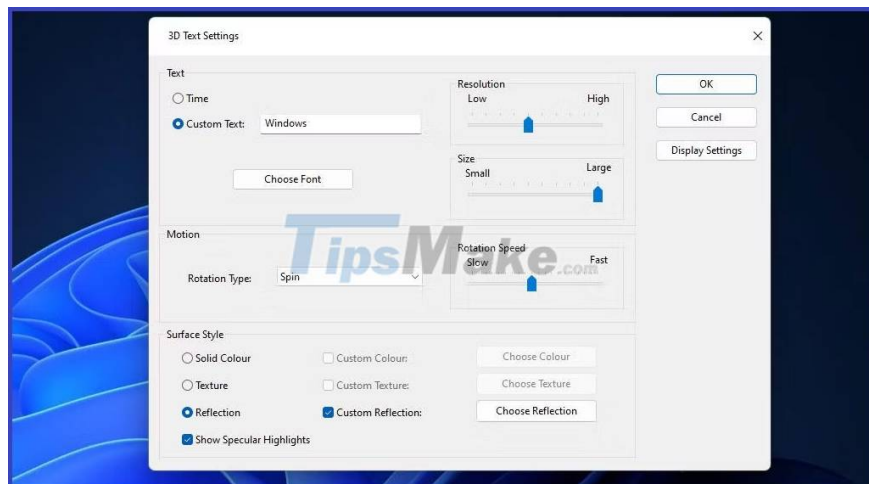 3D Text Settings
Text
Time
Custom Text: Windows
Choose Font
Resolution
Low High
Size
Small Large
OK
Cancel
Display Settings
Motion
Rotation Type: Spin
Rotation Speed
Slow Fast
TipsMake.com
Surface Style
Solid Colour Custom Colour: Choose Colour
Texture Custom Texture: Choose Texture
Reflection Custom Reflection: Choose Reflection
Show Specular Highlights